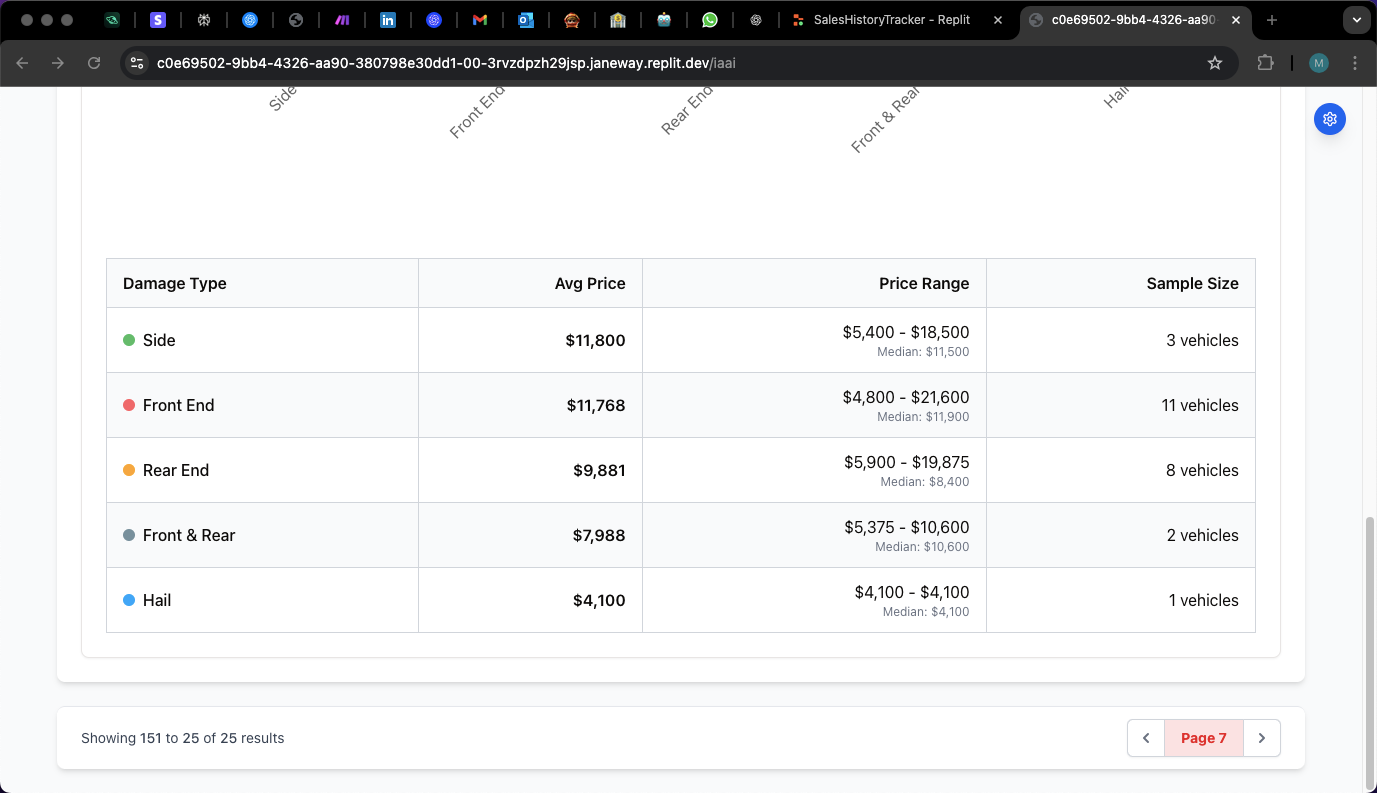 SalesHistoryTracker - Replit
c0e69502-9bb4-4326-aa90-
c0e69502-9bb4-4326-aa90-380798e30dd1-00-3rvzdpzh29jsp.janeway.replit.dev/iaai
M
Side
Front End
Rear End
Front & Rear
Hail
Damage Type Avg Price Price Range Sample Size
Side $11,800 $5,400 - $18,500 3 vehicles
Median: $11,500
Front End $11,768 $4,800 - $21,600 11 vehicles
Median: $11,900
Rear End $9,881 $5,900 - $19,875 8 vehicles
Median: $8,400
Front & Rear $7,988 $5,375 - $10,600 2 vehicles
Median: $10,600
Hail $4,100 $4,100 - $4,100 1 vehicles
Median: $4,100
Showing 151 to 25 of 25 results
Page 7